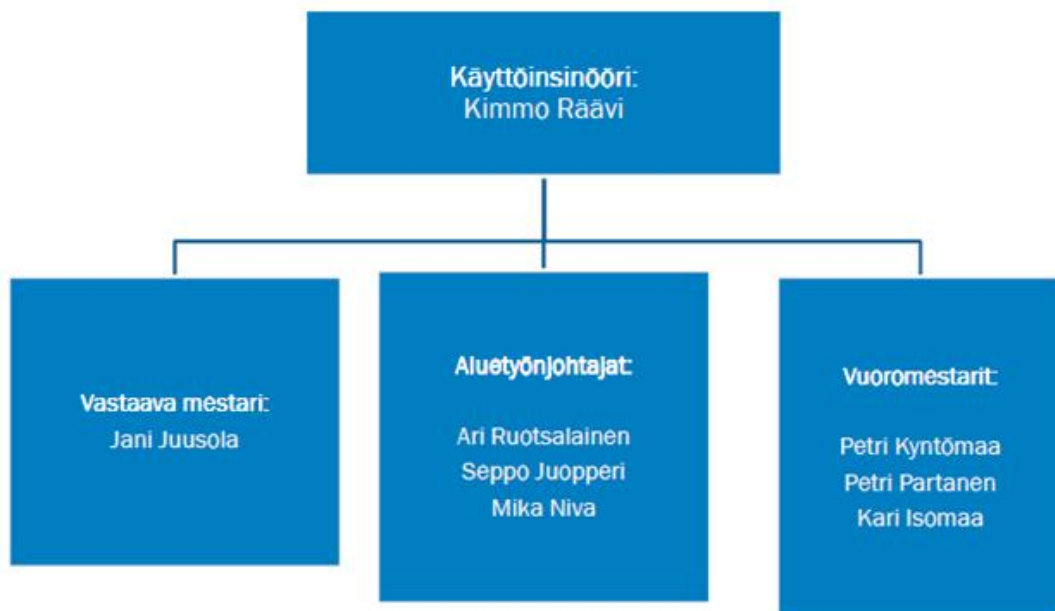 Käyttöinsinööri:
Kimmo Räävi
Vastaava mestari:
Jani Juusola
Aluetyönjohtajat:
Ari Ruotsalainen
Seppo Juopperi
Mika Niva
Vuoromestarit:
Petri Kyntömaa
Petri Partanen
Kari Isomaa